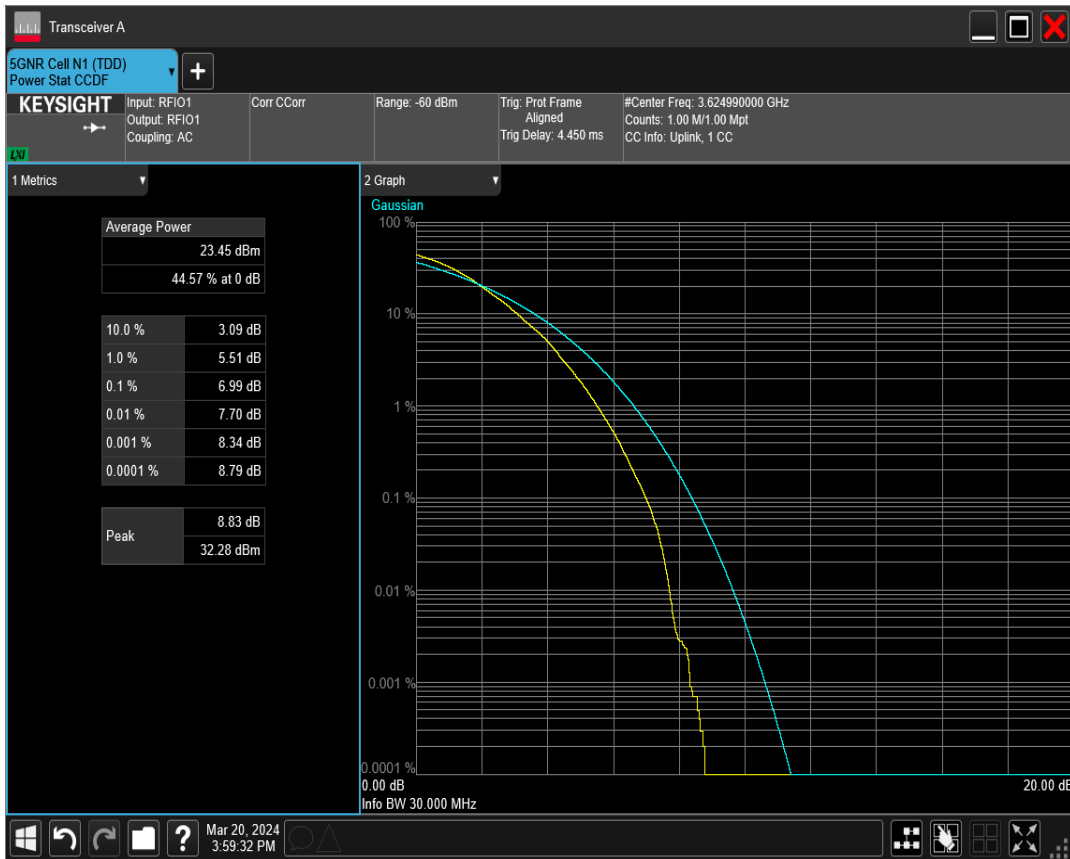 Transceiver A
5GNR Cell N1 (TDD)
Power Stat CCDF
+
KEYSIGHT
LXI
Input: RFIO1
Output: RFIO1
Coupling: AC
Corr CCorr
Range: -60 dBm
Trig: Prot Frame
Aligned
Trig Delay: 4.450 ms
#Center Freq: 3.624990000 GHz
Counts: 1.00 M/1.00 Mpt
CC Info: Uplink, 1 CC
1 Metrics
Average Power
23.45 dBm
44.57 % at 0 dB
10.0 % 3.09 dB
1.0 % 5.51 dB
0.1 % 6.99 dB
0.01 % 7.70 dB
0.001 % 8.34 dB
0.0001 % 8.79 dB
Peak
8.83 dB
32.28 dBm
2 Graph
Gaussian
100 %
10 %
1 %
0.1 %
0.01 %
0.001 %
0.0001 %
0.00 dB 20.00 dB
Info BW 30.000 MHz
?
Mar 20, 2024
3:59:32 PM